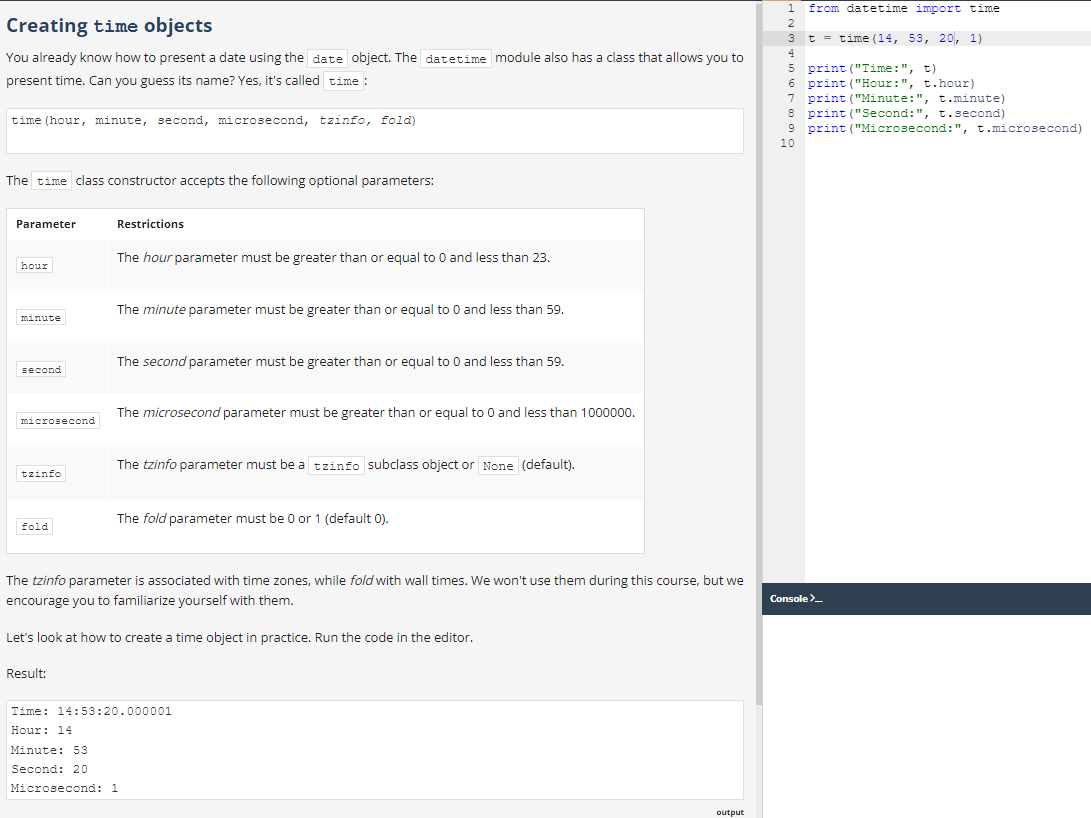 Creating time objects
You already know how to present a date using the date object. The datetime module also has a class that allows you to
present time. Can you guess its name? Yes, it's called time :
time(hour, minute, second, microsecond, tzinfo, fold)
The time class constructor accepts the following optional parameters:
Parameter Restrictions
hour The hour parameter must be greater than or equal to 0 and less than 23.
minute The minute parameter must be greater than or equal to 0 and less than 59.
second The second parameter must be greater than or equal to 0 and less than 59.
microsecond The microsecond parameter must be greater than or equal to 0 and less than 1000000.
tzinfo The tzinfo parameter must be a tzinfo subclass object or None (default).
fold The fold parameter must be 0 or 1 (default 0).
The tzinfo parameter is associated with time zones, while fold with wall times. We won't use them during this course, but we
encourage you to familiarize yourself with them.
Let's look at how to create a time object in practice. Run the code in the editor.
Result:
Time: 14:53:20.000001
Hour: 14
Minute: 53
Second: 20
Microsecond: 1
output
1 from datetime import time
2
3 t = time(14, 53, 20, 1)
4
5 print("Time:", t)
6 print("Hour:", t.hour)
7 print("Minute:", t.minute)
8 print("Second:", t.second)
9 print("Microsecond:", t.microsecond)
10
Console >_